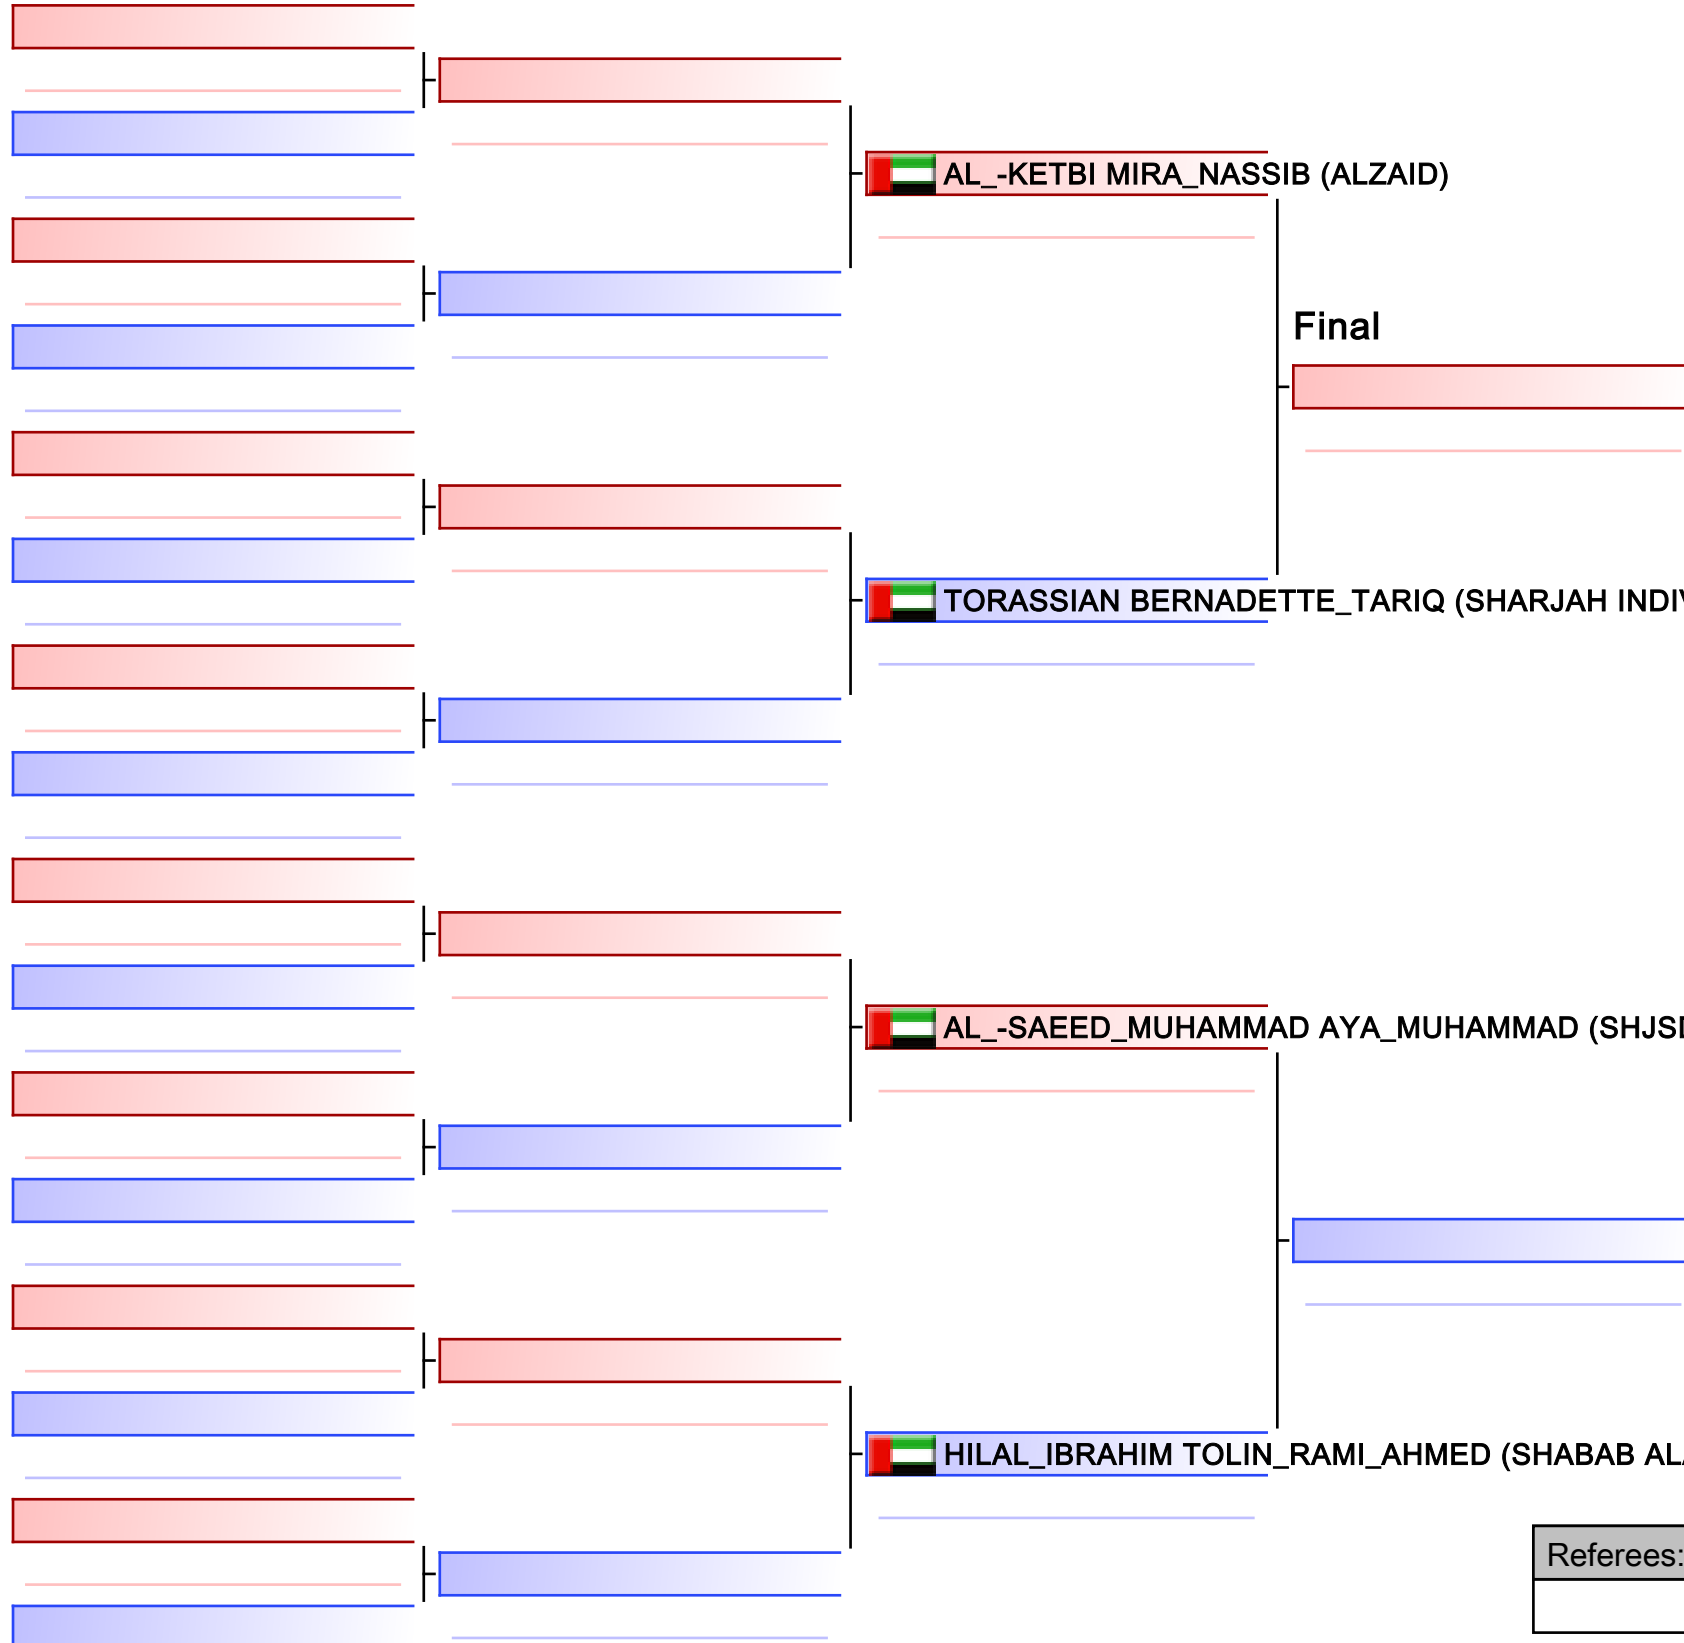 AL_-KETBI MIRA_NASSIB (ALZAID)
Final
TORASSIAN BERNADETTE_TARIQ (SHARJAH INDI
AL_-SAEED_MUHAMMAD AYA_MUHAMMAD (SHJS
HILAL_IBRAHIM TOLIN_RAMI_AHMED (SHABAB AL
Referees: